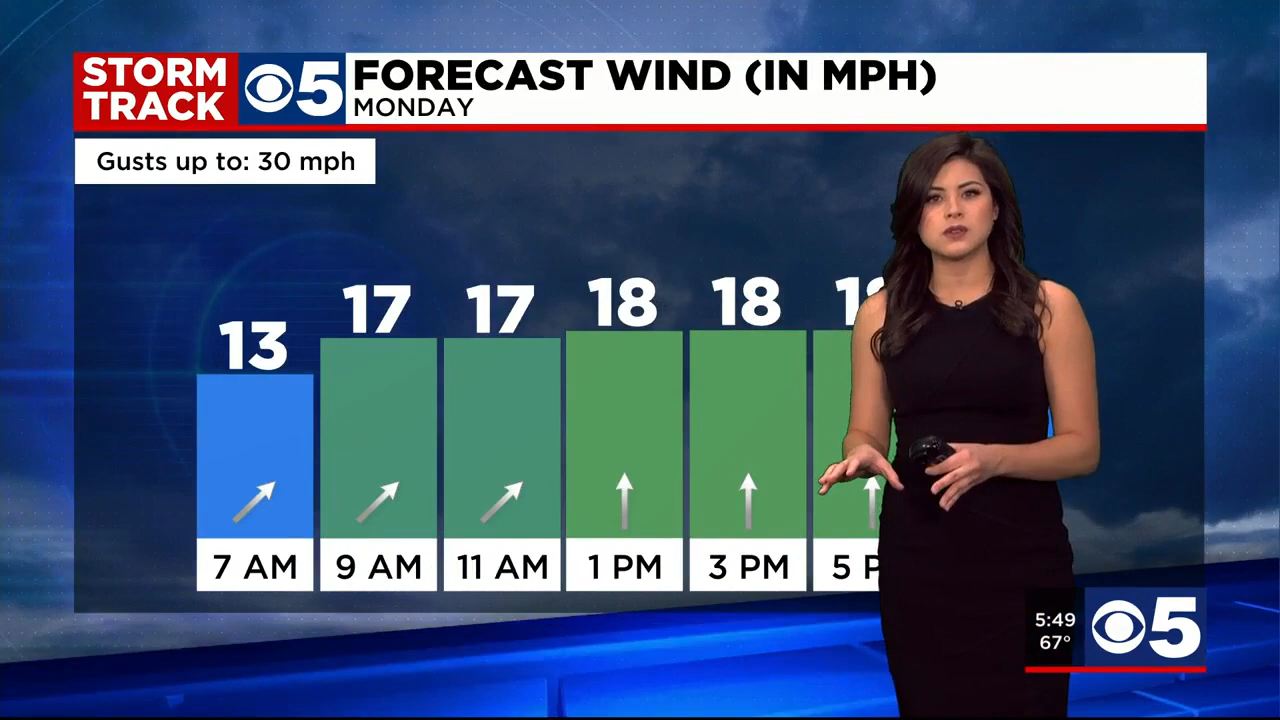 STORM
TRACK
5
FORECAST WIND (IN MPH)
MONDAY
Gusts up to: 30 mph
13
17
17
18
18
7 AM
9 AM
11 AM
1 PM
3 PM
5
5:49
67°
5